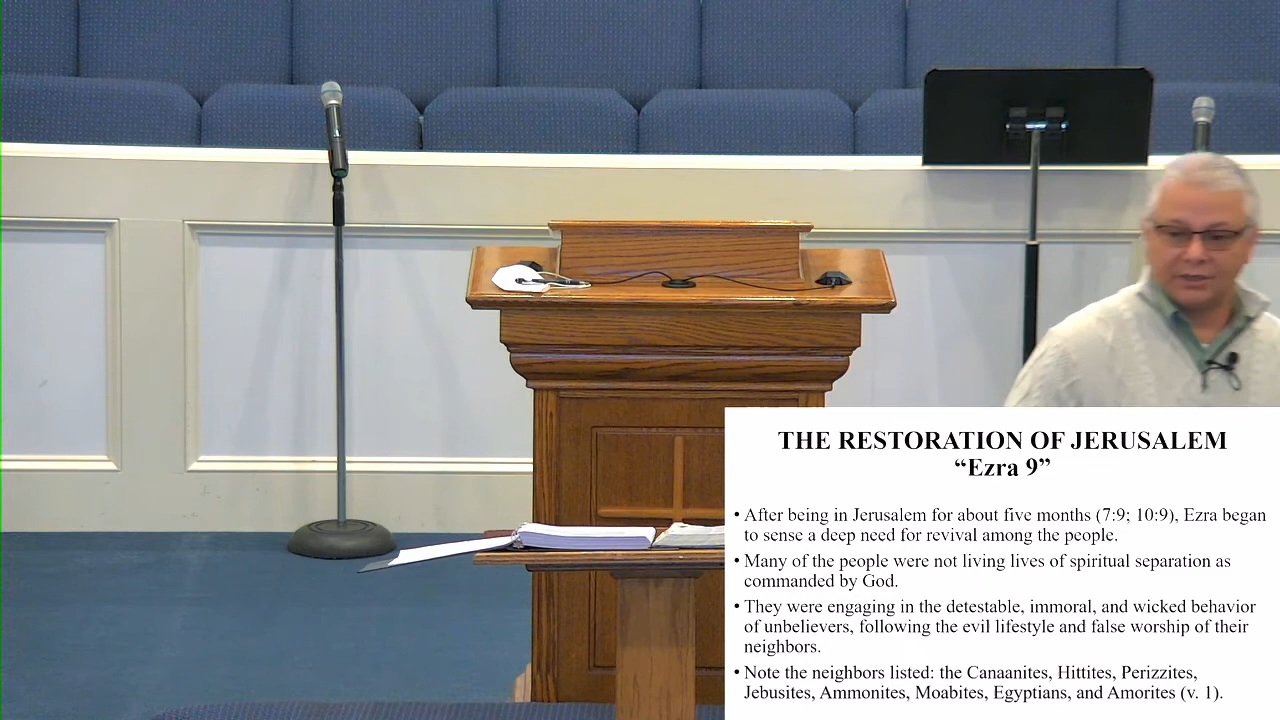 THE RESTORATION OF JERUSALEM
“Ezra 9”
• After being in Jerusalem for about five months (7:9; 10:9), Ezra began
to sense a deep need for revival among the people.
• Many of the people were not living lives of spiritual separation as
commanded by God.
• They were engaging in the detestable, immoral, and wicked behavior
of unbelievers, following the evil lifestyle and false worship of their
neighbors.
• Note the neighbors listed: the Canaanites, Hittites, Perizzites,
Jebusites, Ammonites, Moabites, Egyptians, and Amorites (v. 1).